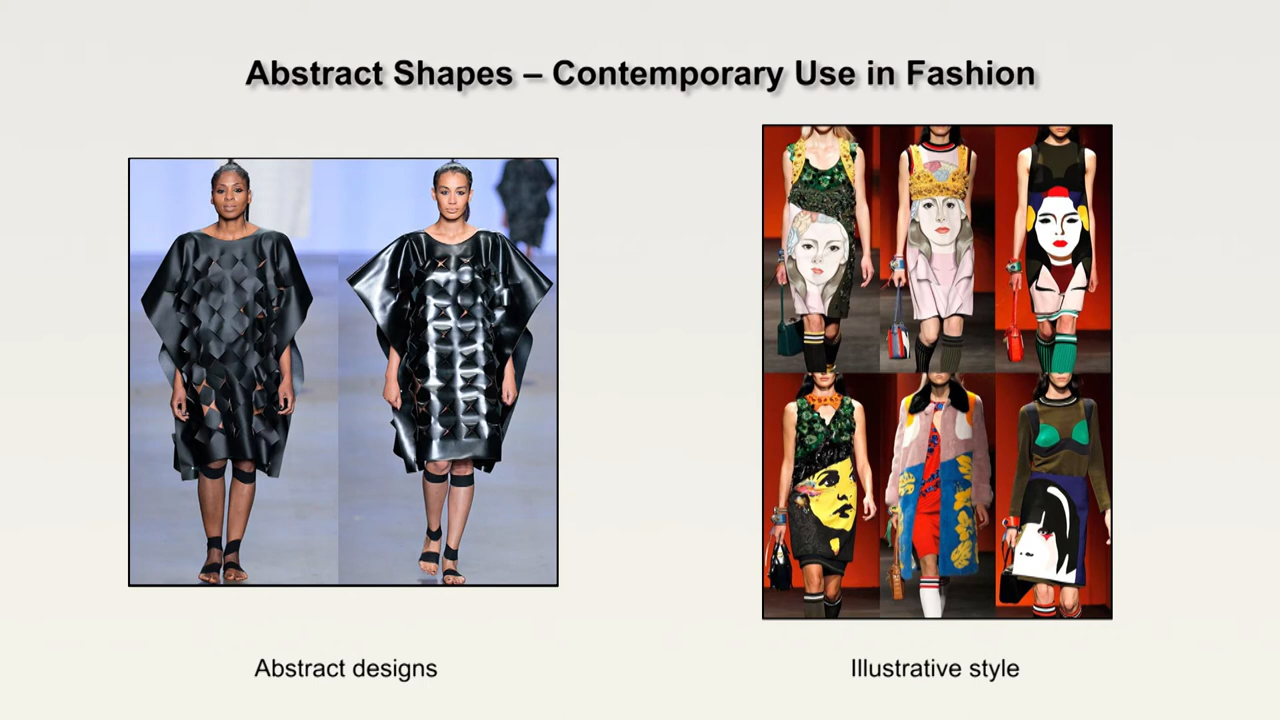 Abstract Shapes – Contemporary Use in Fashion
Abstract designs
Illustrative style